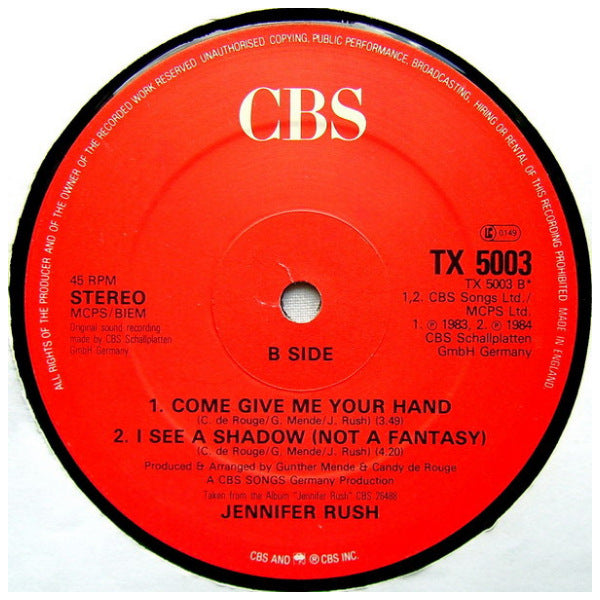 ALL RIGHTS OF THE PRODUCER AND OF THE OWNER OF THE RECORDED WORK RESERVED UNAUTHORISED COPYING, PUBLIC PERFORMANCE, BROADCASTING, HIRING OR RENTAL OF THIS RECORDING PROHIBITED MADE IN ENGLAND
CBS
LC 0149
45 RPM
STEREO
MCPS/BIEM
Original sound recording
made by CBS Schallplatten
GmbH Germany
TX 5003
TX 5003 B*
1,2. CBS Songs Ltd./
MCPS Ltd.
1. ℗ 1983, 2. ℗ 1984
CBS Schallplatten
GmbH Germany
B SIDE
1. COME GIVE ME YOUR HAND
(C. de Rouge/G. Mende/J. Rush) (3.49)
2. I SEE A SHADOW (NOT A FANTASY)
(C. de Rouge/G. Mende/J. Rush) (4.20)
Produced & Arranged by Gunther Mende & Candy de Rouge
A CBS SONGS Germany Production
Taken from the Album "Jennifer Rush" CBS 26488
JENNIFER RUSH
CBS AND ® CBS INC.